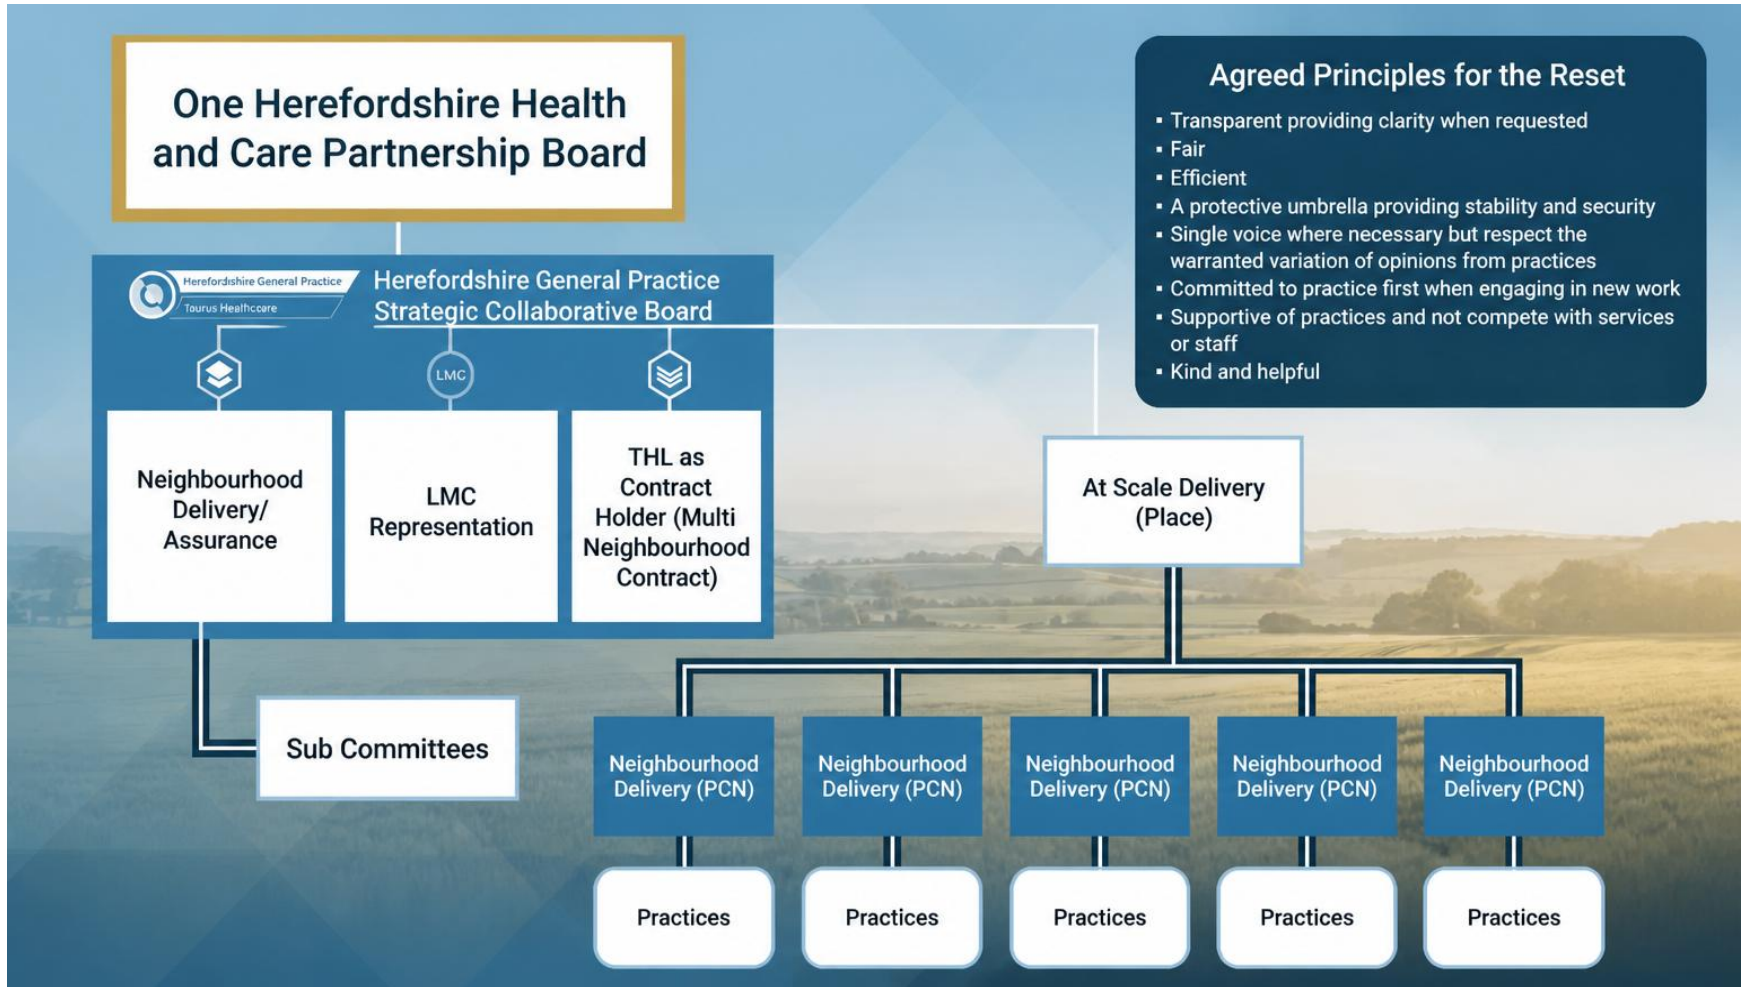 One Herefordshire Health
and Care Partnership Board
Agreed Principles for the Reset
▪ Transparent providing clarity when requested
▪ Fair
▪ Efficient
▪ A protective umbrella providing stability and security
▪ Single voice where necessary but respect the
warranted variation of opinions from practices
▪ Committed to practice first when engaging in new work
▪ Supportive of practices and not compete with services
or staff
▪ Kind and helpful
Herefordshire General Practice
Taurus Healthcare
Herefordshire General Practice
Strategic Collaborative Board
LMC
Neighbourhood
Delivery/
Assurance
LMC
Representation
THL as
Contract
Holder (Multi
Neighbourhood
Contract)
At Scale Delivery
(Place)
Sub Committees
Neighbourhood
Delivery (PCN)
Neighbourhood
Delivery (PCN)
Neighbourhood
Delivery (PCN)
Neighbourhood
Delivery (PCN)
Neighbourhood
Delivery (PCN)
Practices
Practices
Practices
Practices
Practices